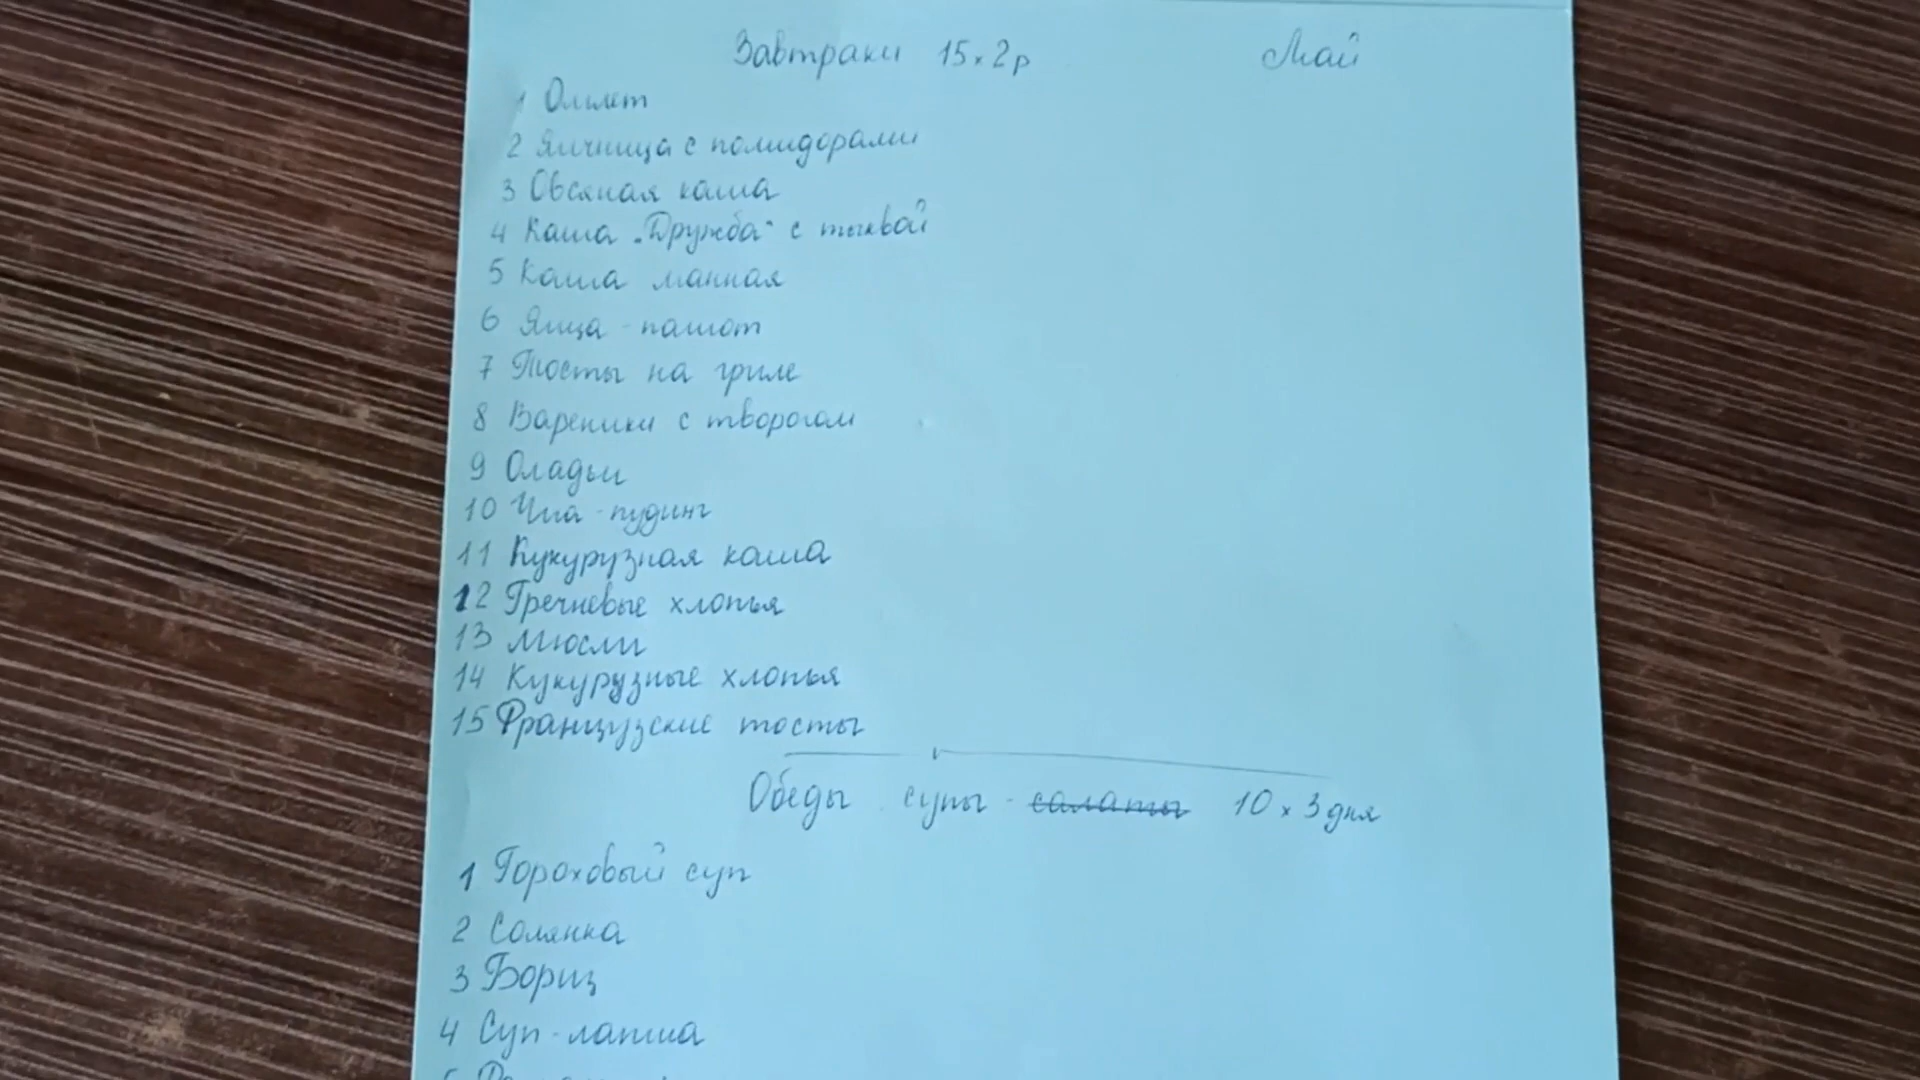 Завтраки 15 х 2 р Май
1 Омлет
2 Яичница с помидорами
3 Овсяная каша
4 Каша „Дружба" с тыквой
5 Каша манная
6 Яйца - пашот
7 Тосты на гриле
8 Вареники с творогом
9 Оладьи
10 Чиа - пудинг
11 Кукурузная каша
12 Гречневые хлопья
13 Мюсли
14 Кукурузные хлопья
15 Французские тосты
Обеды супы - салаты 10 х 3 дня
1 Гороховый суп
2 Солянка
3 Борщ
4 Суп - лапша